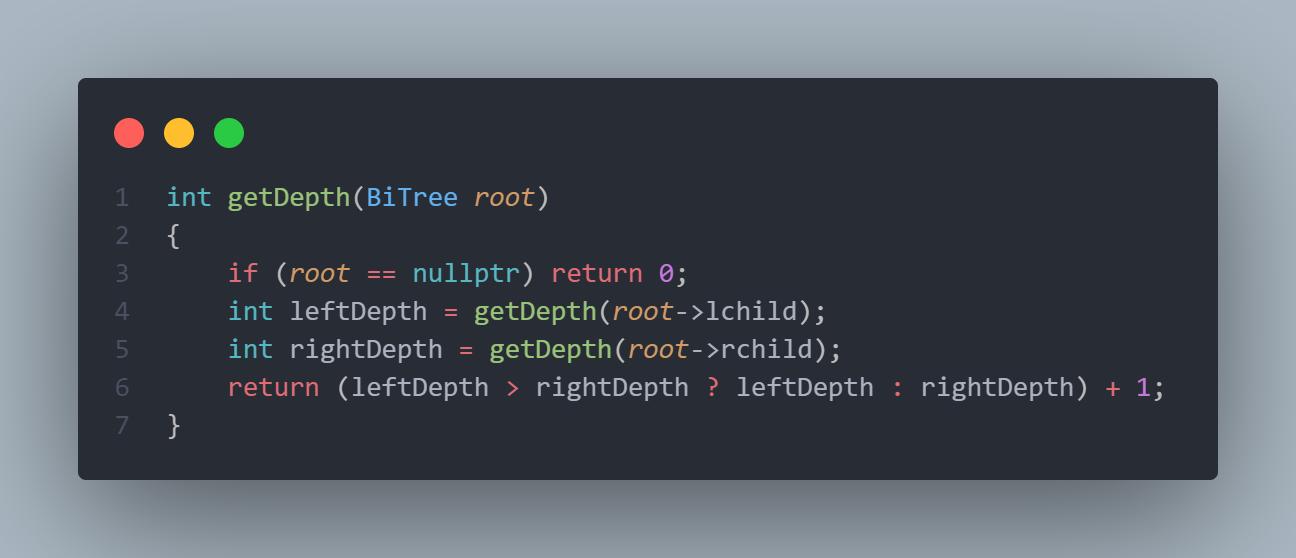 1 int getDepth(BiTree root)
2 {
3     if (root == nullptr) return 0;
4     int leftDepth = getDepth(root->lchild);
5     int rightDepth = getDepth(root->rchild);
6     return (leftDepth > rightDepth ? leftDepth : rightDepth) + 1;
7 }